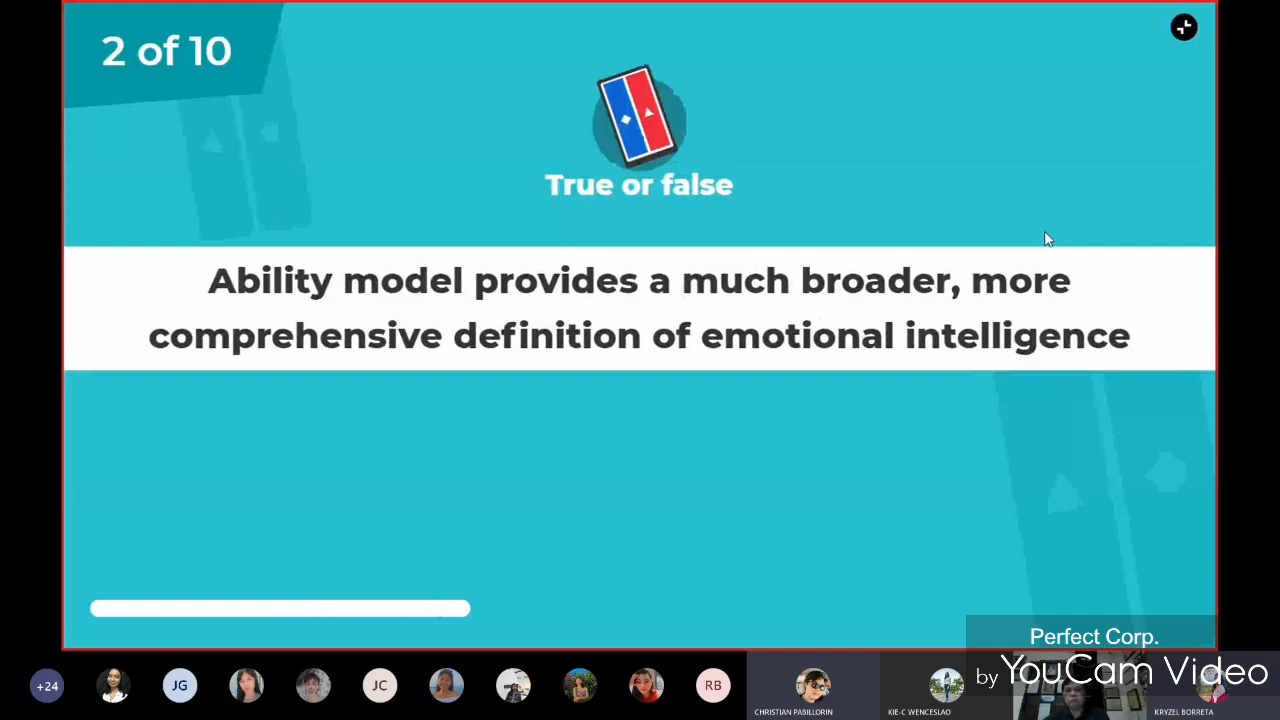 2 of 10
True or false
Ability model provides a much broader, more
comprehensive definition of emotional intelligence
Perfect Corp.
by YouCam Video
+24
JG
JC
RB
CHRISTIAN PABILLORIN
KIE-C WENCESLAO
KRYZEL BORRETA